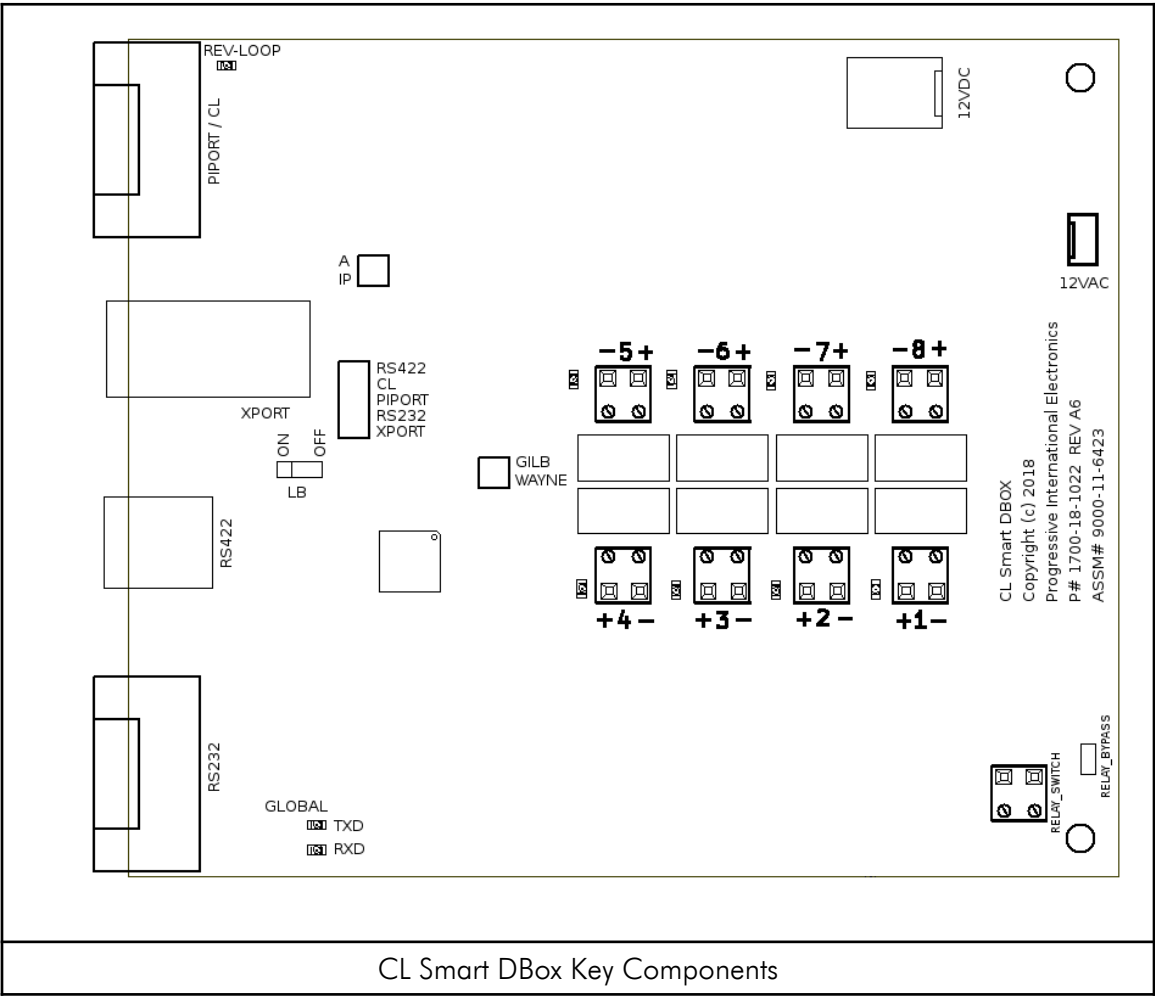 REV-LOOP
PIPORT / CL
12VDC
12VAC
A
IP
XPORT
RS422
CL
PIPORT
RS232
XPORT
ON
OFF
LB
GILB
WAYNE
-5+
-6+
-7+
-8+
+4-
+3-
+2-
+1-
CL Smart DBOX
Copyright (c) 2018
Progressive International Electronics
P# 1700-18-1022 REV A6
ASSM# 9000-11-6423
RS422
RS232
GLOBAL
TXD
RXD
RELAY_SWITCH
RELAY_BYPASS
CL Smart DBox Key Components